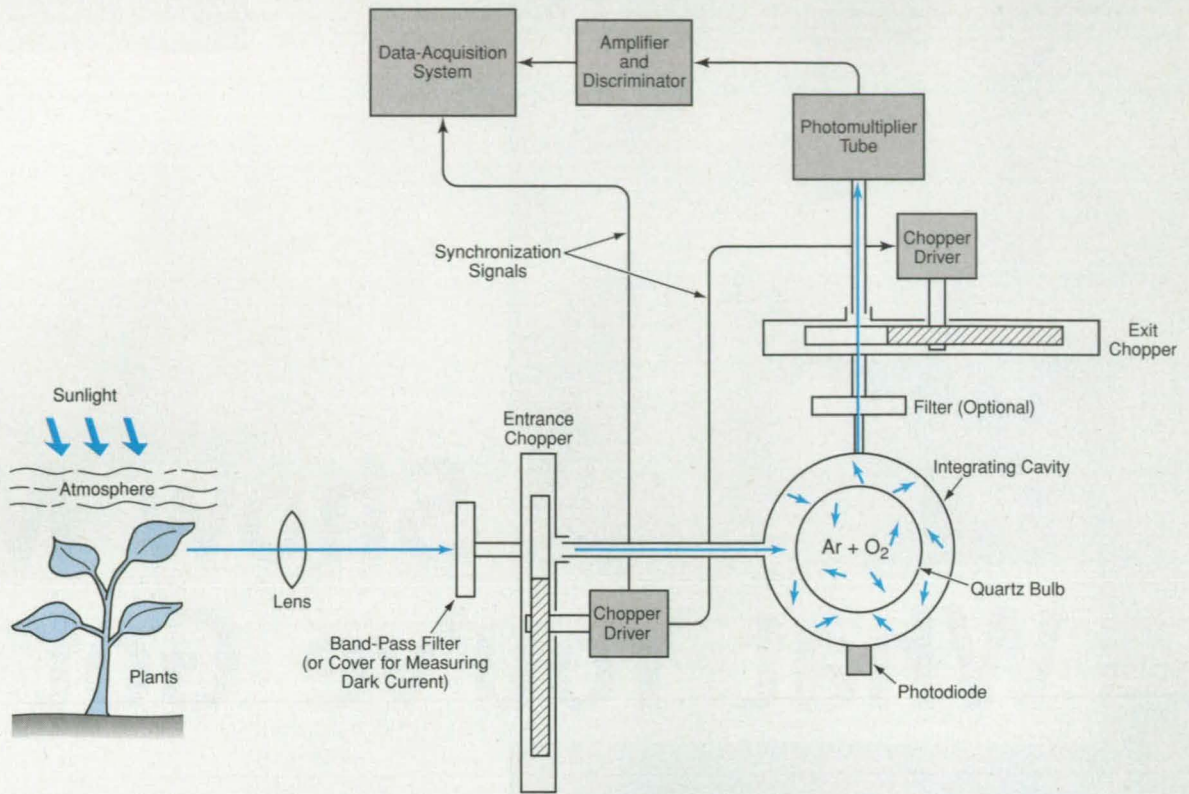 Data-Acquisition
System
Amplifier
and
Discriminator
Photomultiplier
Tube
Synchronization
Signals
Chopper
Driver
Exit
Chopper
Sunlight
Atmosphere
Entrance
Chopper
Filter (Optional)
Integrating Cavity
Ar + O₂
Quartz Bulb
Lens
Chopper
Driver
Band-Pass Filter
(or Cover for Measuring
Dark Current)
Plants
Photodiode